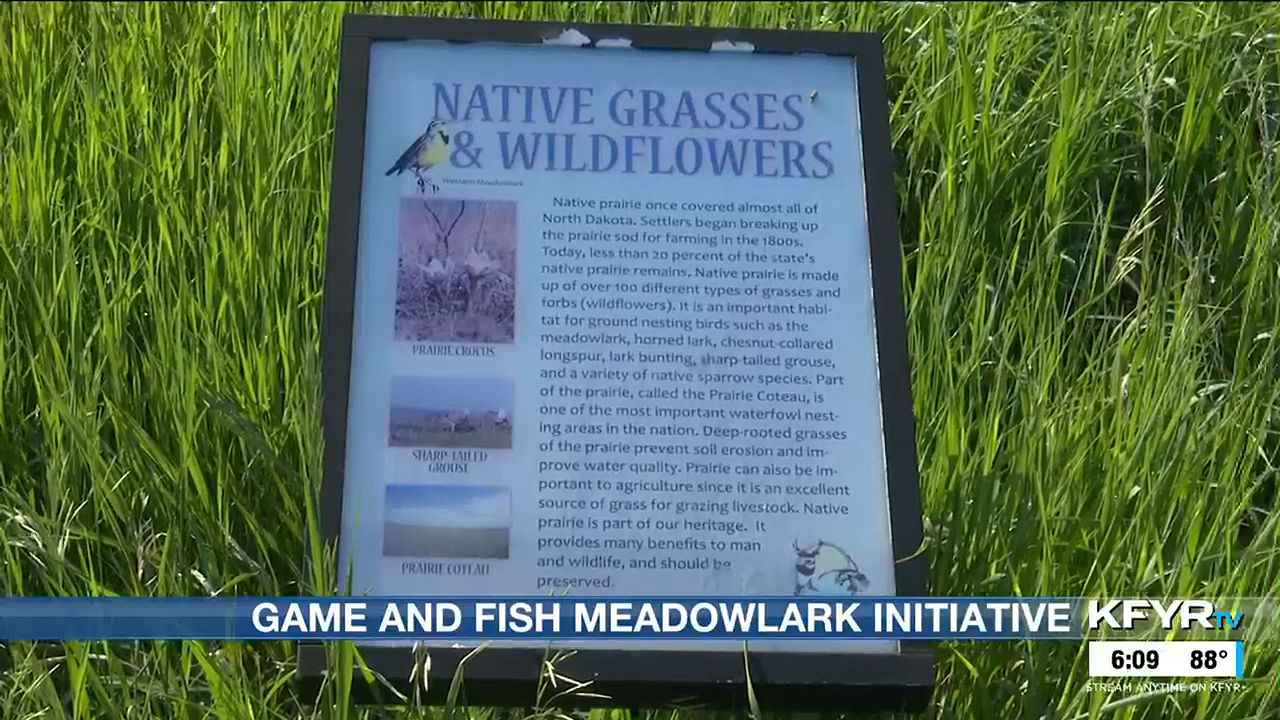 NATIVE GRASSES
& WILDFLOWERS
Western Meadowlark
Native prairie once covered almost all of
North Dakota. Settlers began breaking up
the prairie sod for farming in the 1800s.
Today, less than 20 percent of the state's
native prairie remains. Native prairie is made
up of over 100 different types of grasses and
forbs (wildflowers). It is an important habi-
tat for ground nesting birds such as the
meadowlark, horned lark, chesnut-collared
longspur, lark bunting, sharp-tailed grouse,
and a variety of native sparrow species. Part
of the prairie, called the Prairie Coteau, is
one of the most important waterfowl nest-
ing areas in the nation. Deep-rooted grasses
of the prairie prevent soil erosion and im-
prove water quality. Prairie can also be im-
portant to agriculture since it is an excellent
source of grass for grazing livestock. Native
prairie is part of our heritage. It
provides many benefits to man
and wildlife, and should be
preserved.
PRAIRIE CROCUS
SHARP-TAILED
GROUSE
PRAIRIE COTEAU
GAME AND FISH MEADOWLARK INITIATIVE
KFYR TV
6:09 88°
STREAM ANYTIME ON KFYR+